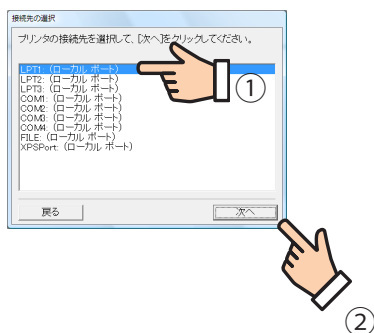 接続先の選択
プリンタの接続先を選択して、[次へ]をクリックしてください。
LPT1: (ローカル ポート)
LPT2: (ローカル ポート)
LPT3: (ローカル ポート)
COM1: (ローカル ポート)
COM2: (ローカル ポート)
COM3: (ローカル ポート)
COM4: (ローカル ポート)
FILE: (ローカル ポート)
XPSPort: (ローカル ポート)
①
戻る
次へ
②